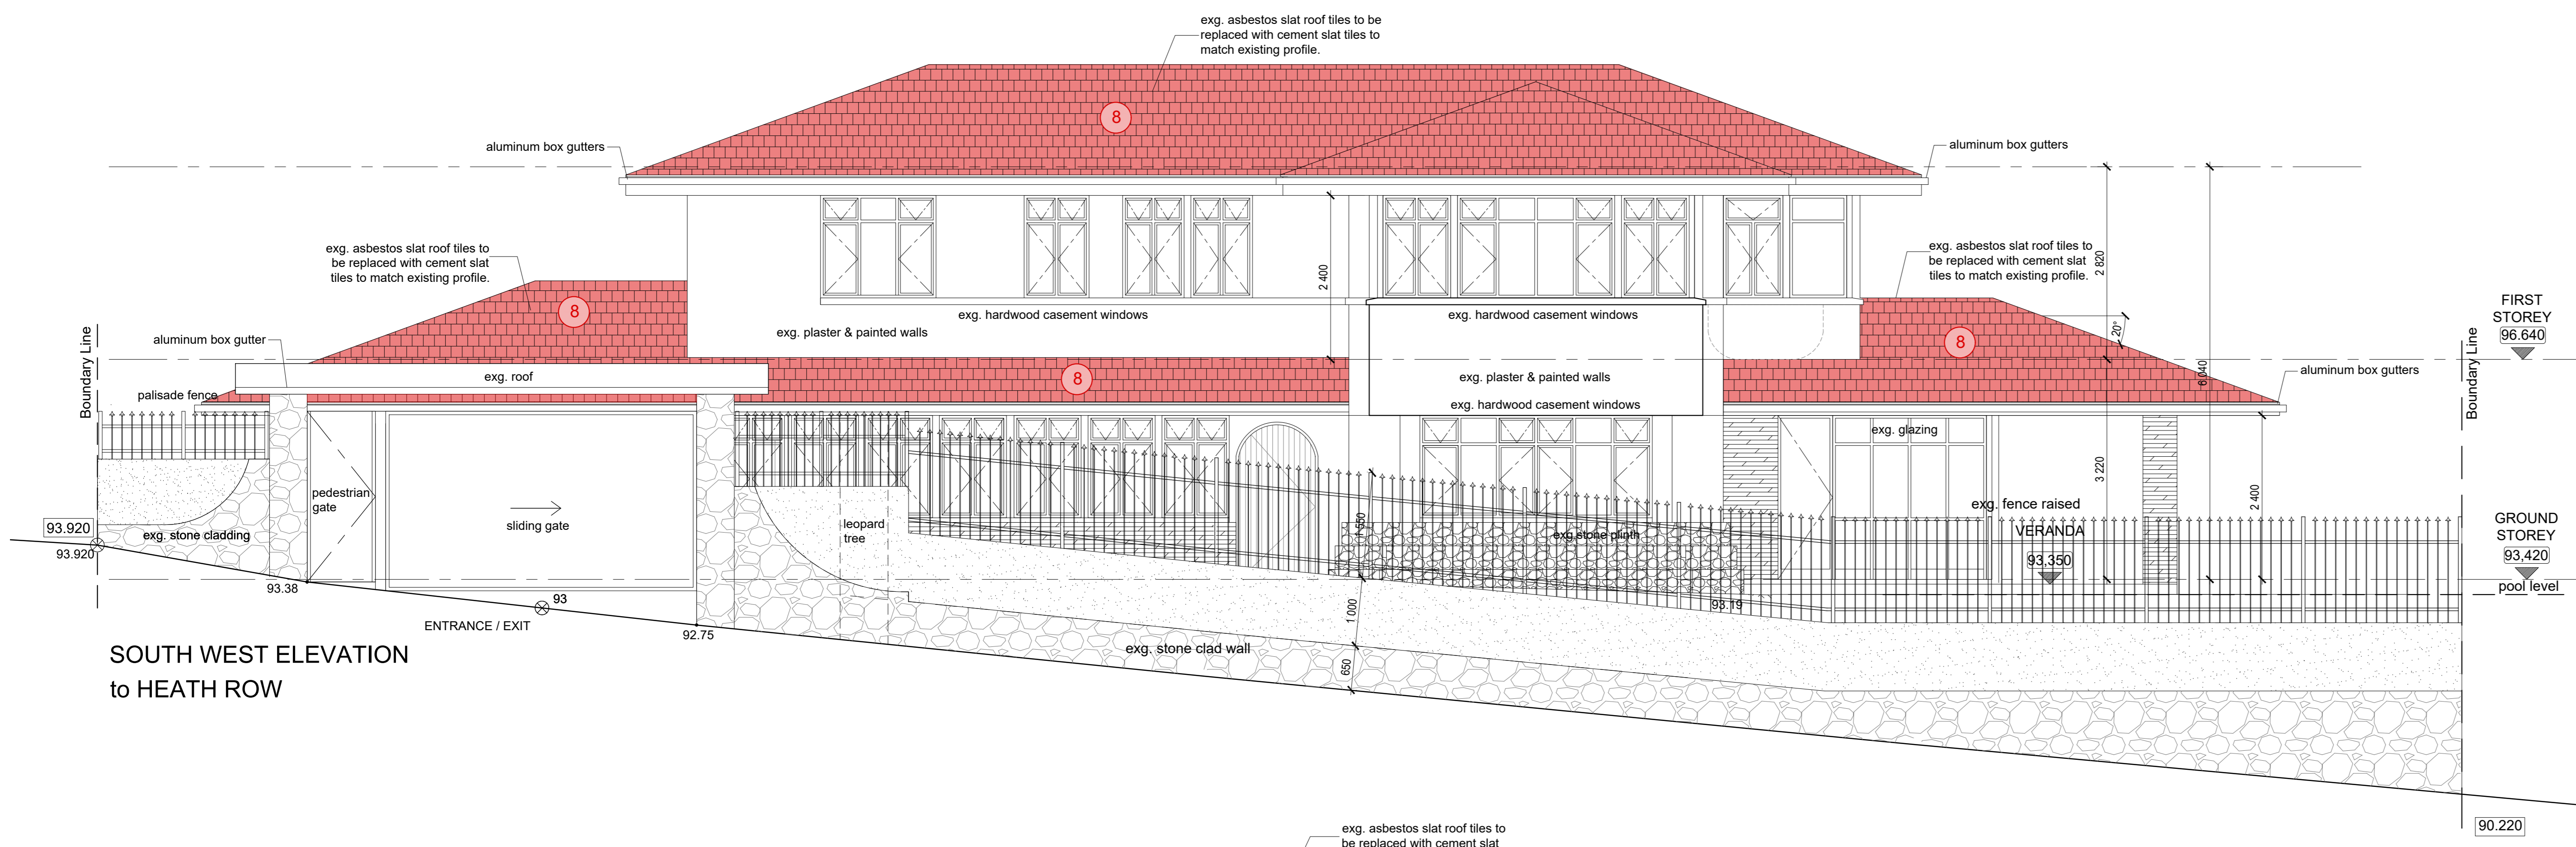 exg. asbestos slat roof tiles to be
replaced with cement slat tiles to
match existing profile.
8
aluminum box gutters
aluminum box gutters
exg. asbestos slat roof tiles to
be replaced with cement slat
tiles to match existing profile.
8
exg. asbestos slat roof tiles to
be replaced with cement slat
tiles to match existing profile.
2 400
2 820
6 040
20°
8
FIRST
STOREY
96.640
Boundary Line
Boundary Line
exg. hardwood casement windows
exg. hardwood casement windows
exg. plaster & painted walls
aluminum box gutter
exg. roof
8
exg. plaster & painted walls
aluminum box gutters
palisade fence
exg. hardwood casement windows
exg. glazing
pedestrian
gate
sliding gate
leopard
tree
3 220
2 400
exg. fence raised
VERANDA
93,350
GROUND
STOREY
93,420
pool level
93.920
93.920
exg. stone cladding
1 550
exg.stone plinth
93.38
93
ENTRANCE / EXIT
92.75
93.19
1 000
650
exg. stone clad wall
SOUTH WEST ELEVATION
to HEATH ROW
90.220
exg. asbestos slat roof tiles to
be replaced with cement slat